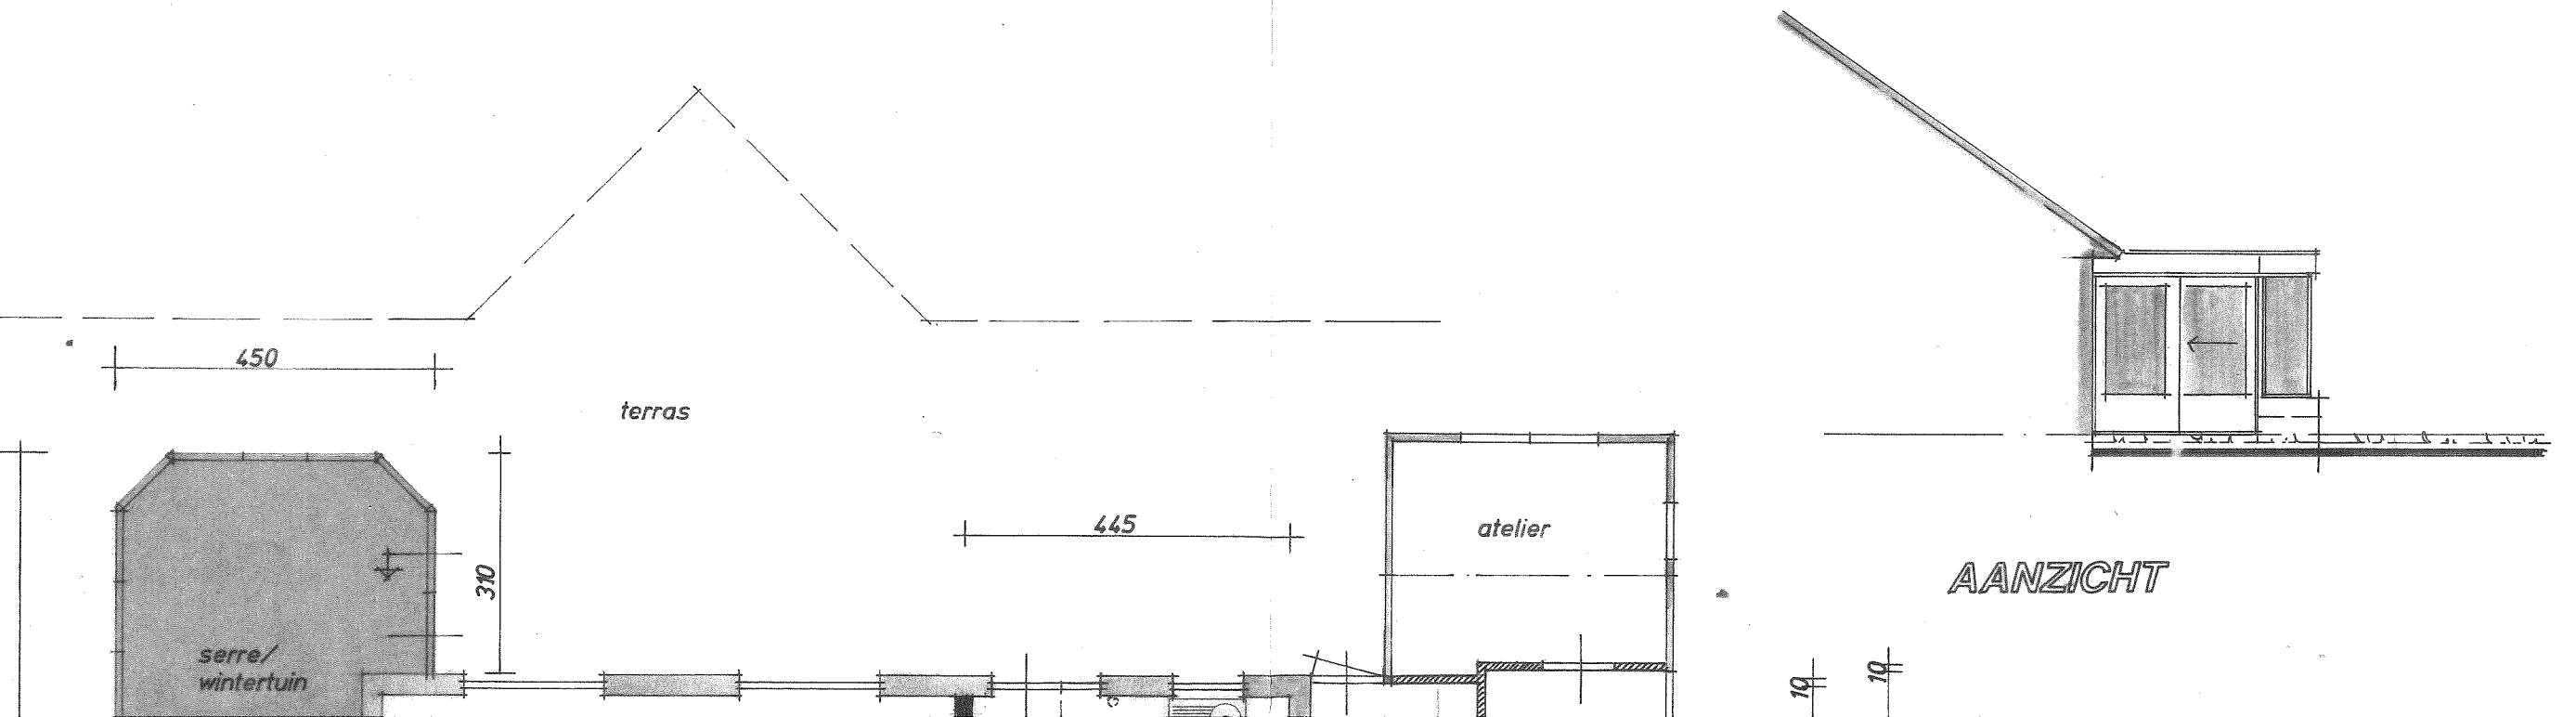 450
terras
445
atelier
310
AANZICHT
serre/
wintertuin
10
10